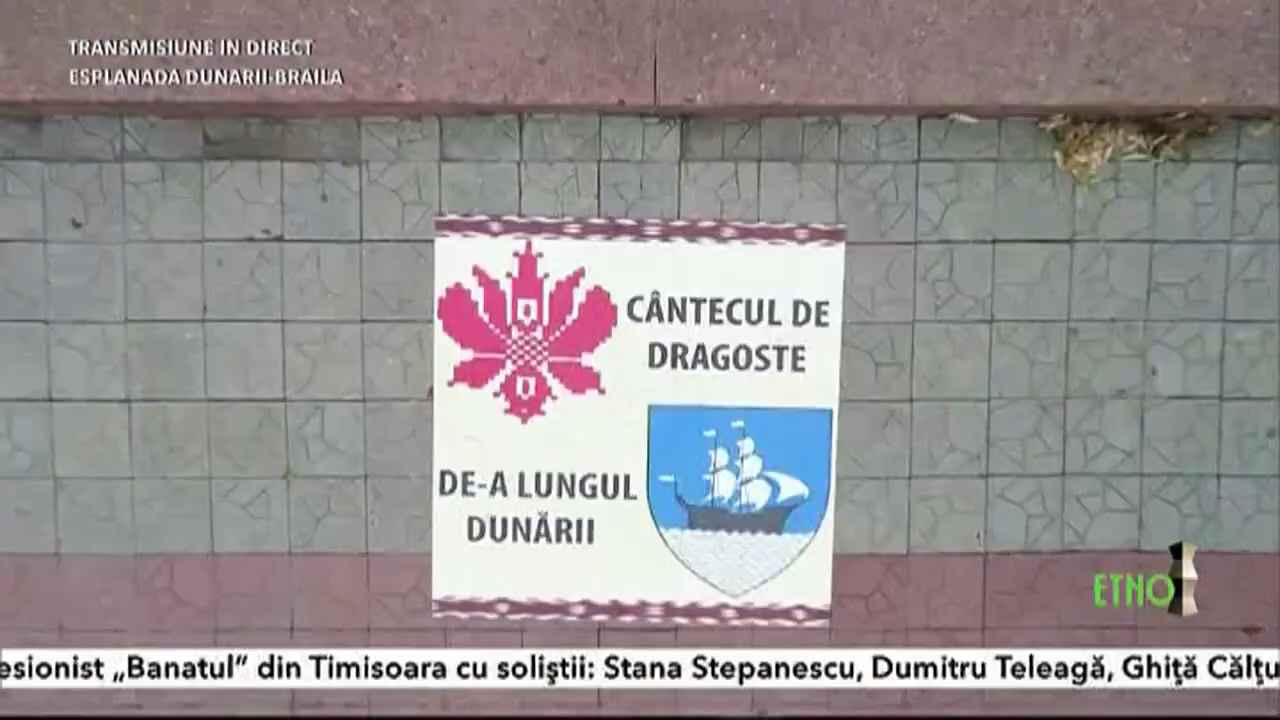 TRANSMISIUNE IN DIRECT
ESPLANADA DUNARII-BRAILA
CÂNTECUL DE
DRAGOSTE
DE-A LUNGUL
DUNĂRII
ETNO
esionist „Banatul” din Timisoara cu soliştii: Stana Stepanescu, Dumitru Teleagă, Ghiţă Călţu